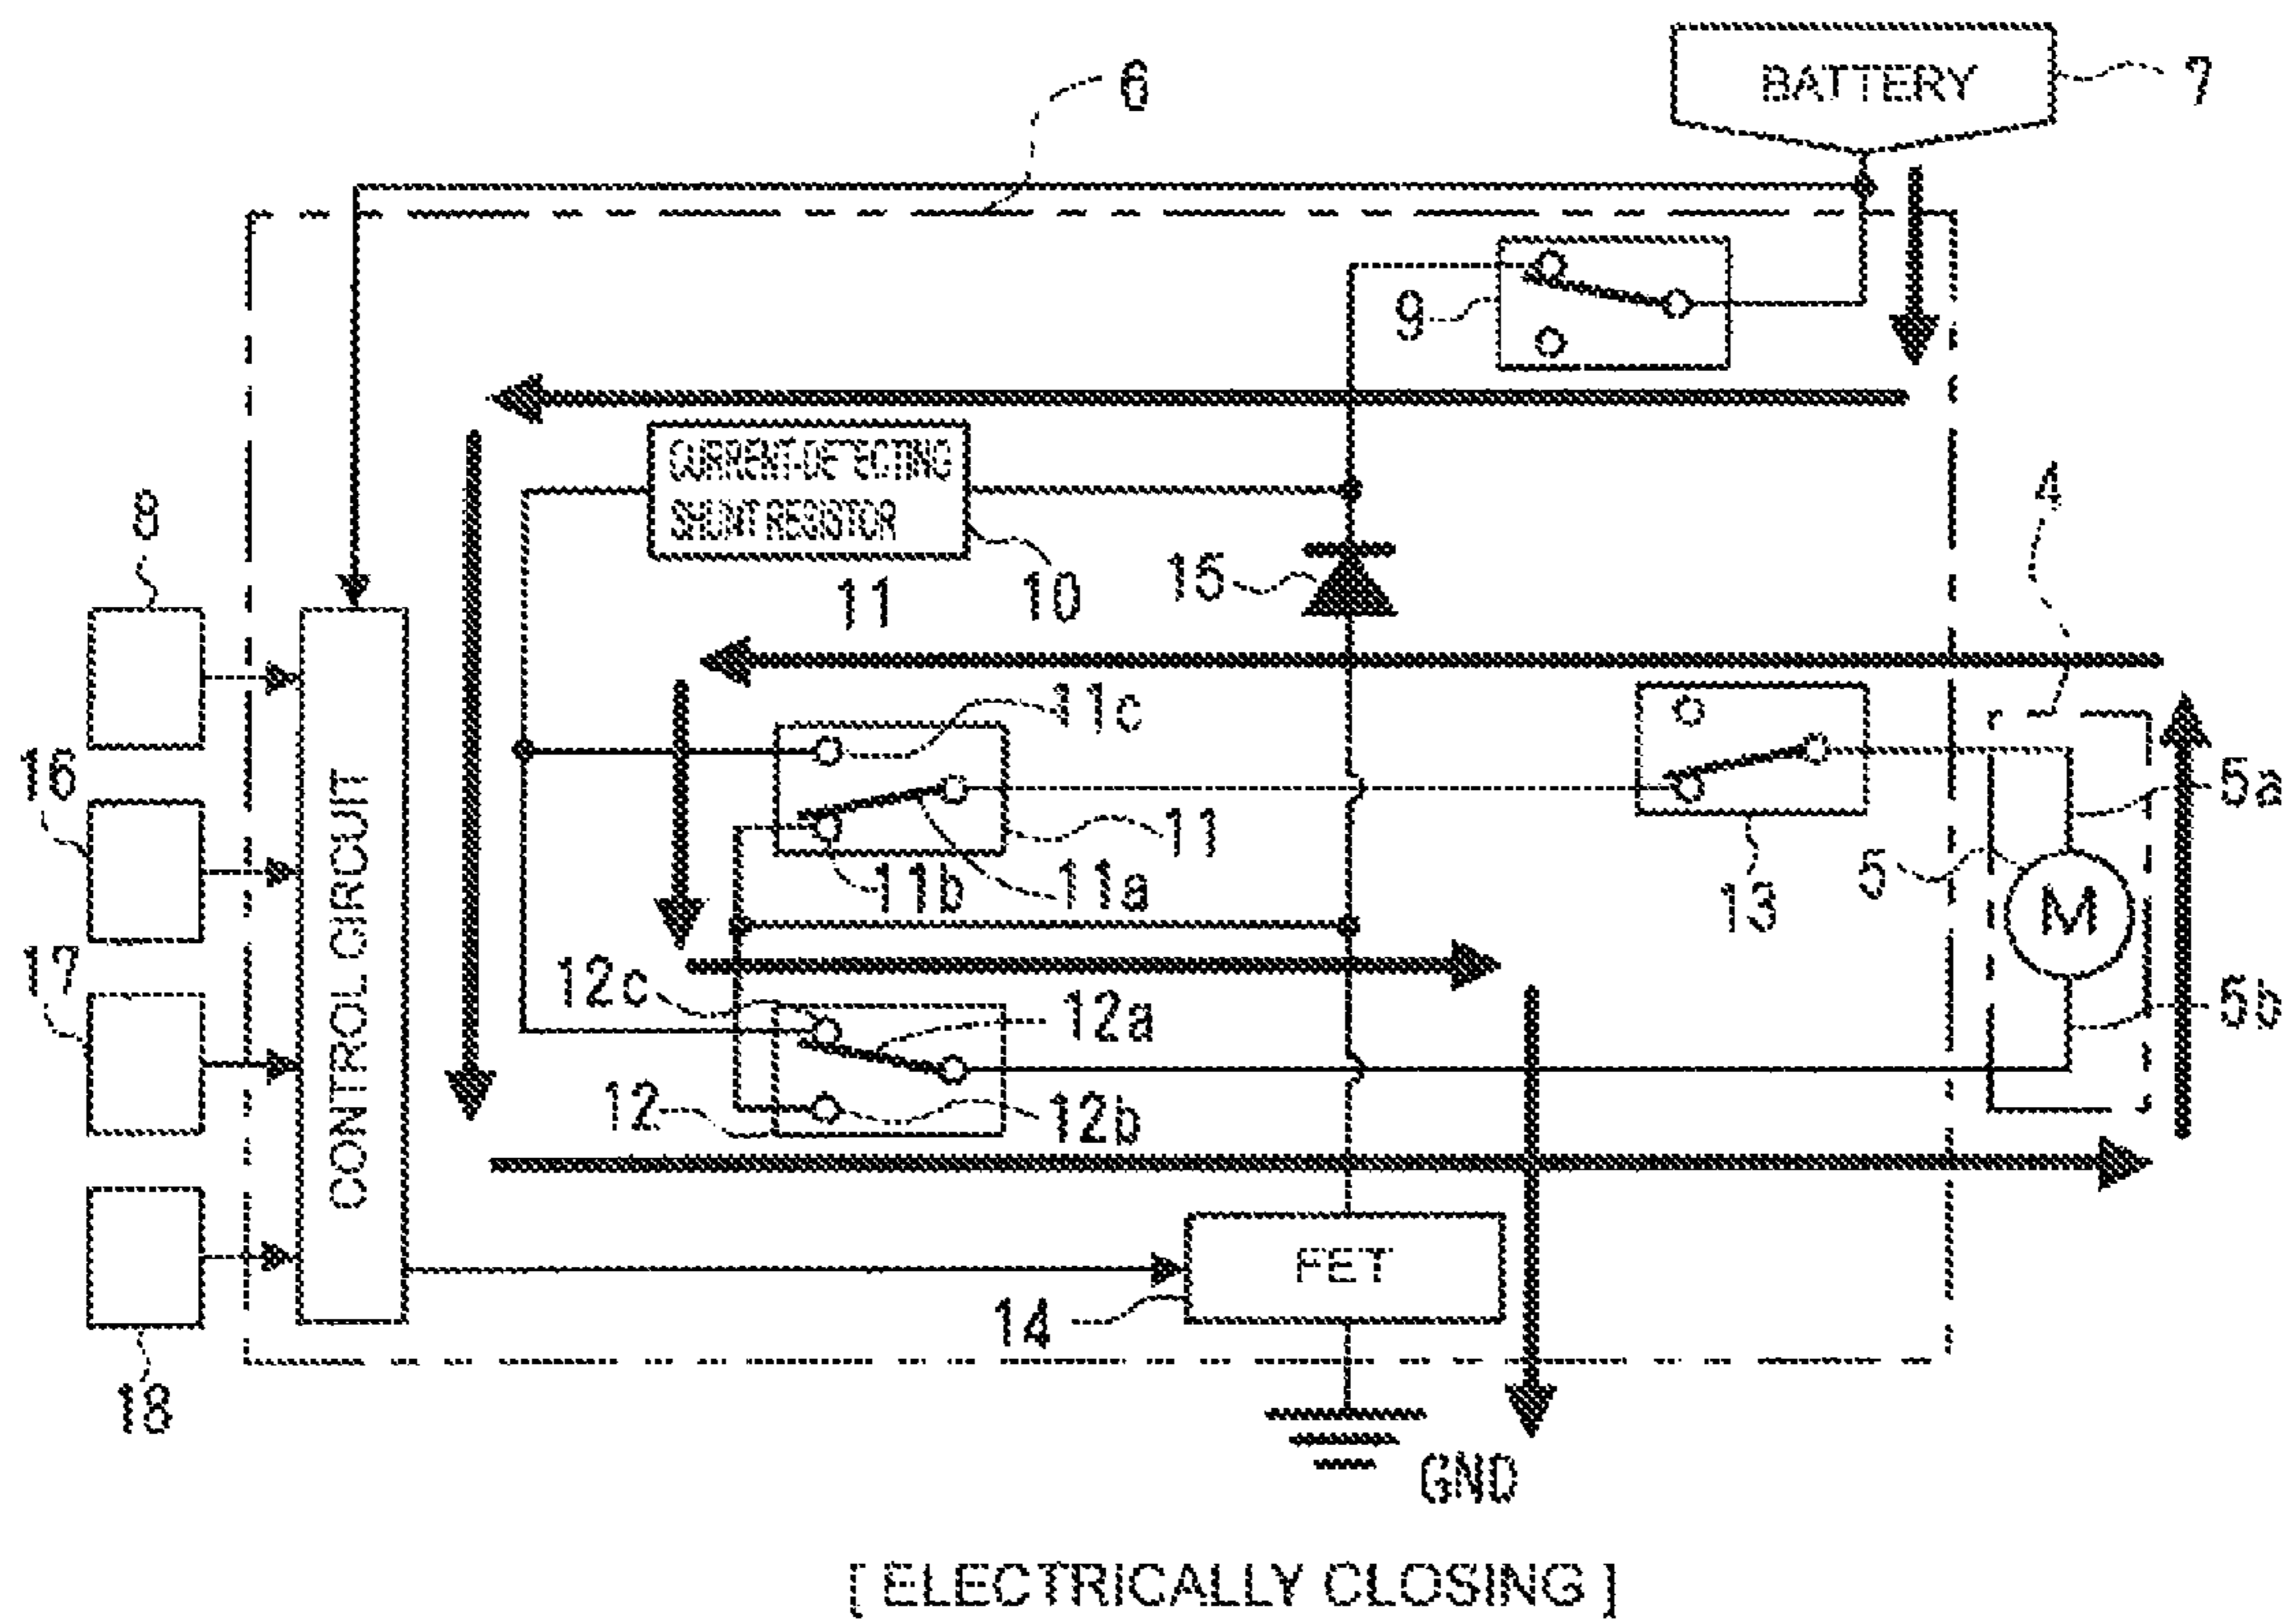 BATTERY
7
6
9
CURRENT-DETECTING
SHUNT RESISTOR
4
8
10
15
11
11c
16
5a
11
11b
11a
5
13
M
CONTROL CIRCUIT
17
12c
12a
5b
12
12b
FET
14
18
GND
[ ELECTRICALLY CLOSING ]